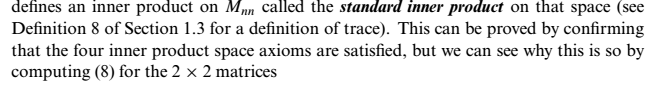 defines an inner product on Mnn called the standard inner product on that space (see
Definition 8 of Section 1.3 for a definition of trace). This can be proved by confirming
that the four inner product space axioms are satisfied, but we can see why this is so by
computing (8) for the 2 × 2 matrices